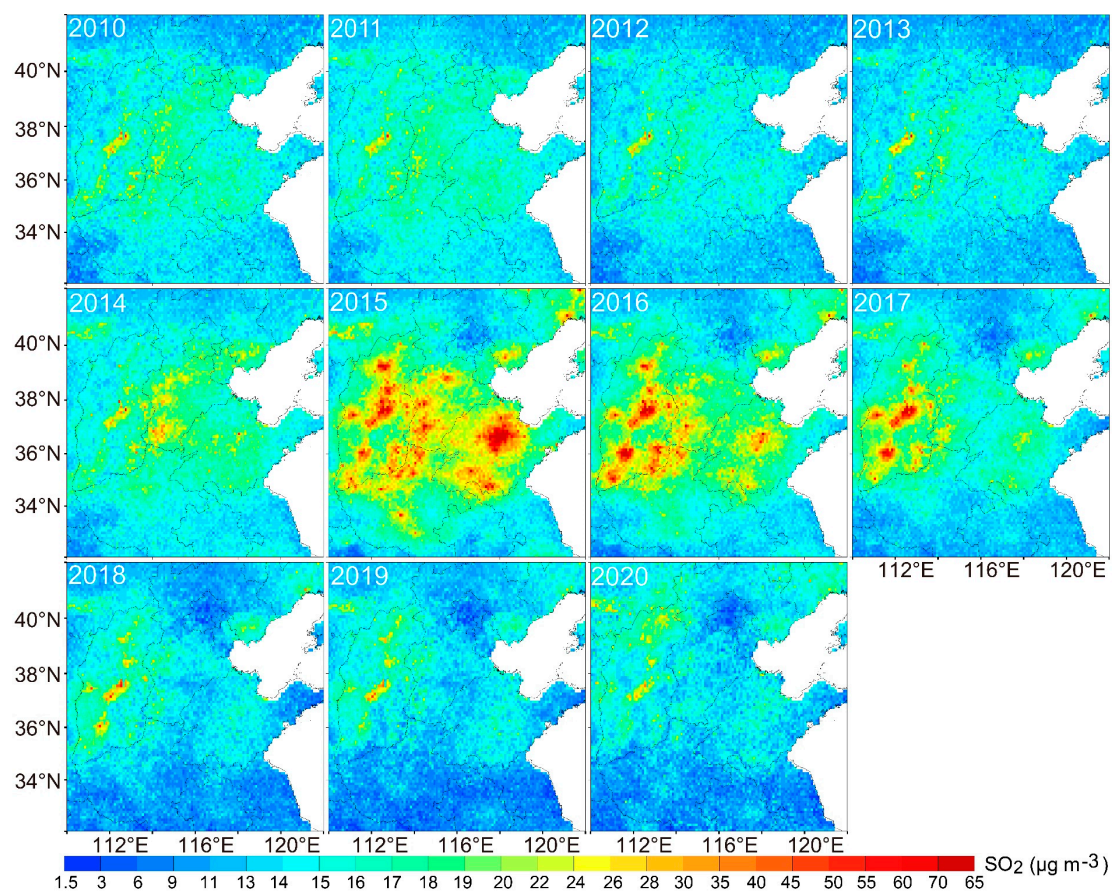 2010 2011 2012 2013
40°N
38°N
36°N
34°N
2014 2015 2016 2017
40°N
38°N
36°N
34°N
112°E 116°E 120°E
2018 2019 2020
40°N
38°N
36°N
34°N
112°E 116°E 120°E 112°E 116°E 120°E 112°E 116°E 120°E
SO2 (µg m-3)
1.5 3 6 9 11 13 14 15 16 17 18 19 20 22 24 26 28 30 35 40 45 50 55 60 70 65